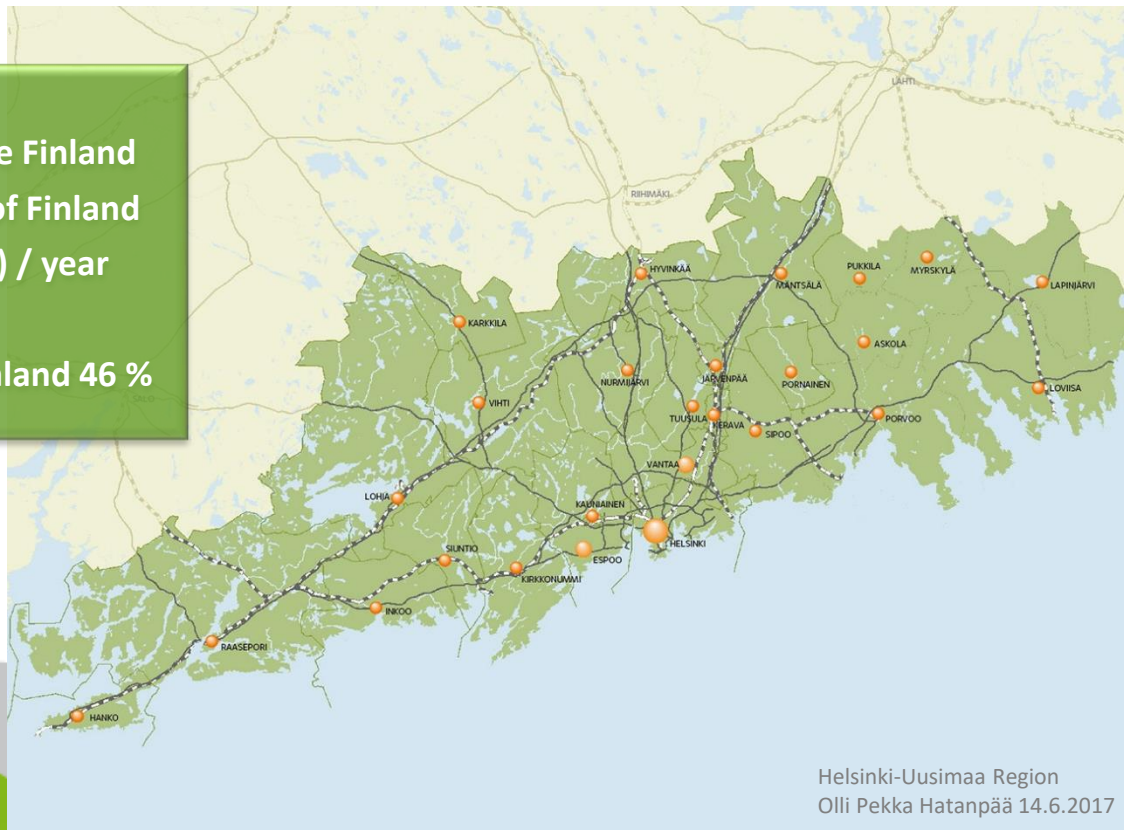 e Finland
of Finland
) / year
land 46 %
LAHTI
RIIHIMÄKI
SALO
HYVINKÄÄ
MÄNTSÄLÄ
PUKKILA
MYRSKYLÄ
LAPINJÄRVI
KARKKILA
ASKOLA
NURMIJÄRVI
JÄRVENPÄÄ
PORNAINEN
LOVIISA
VIHTI
TUUSULA
KERAVA
SIPOO
PORVOO
VANTAA
LOHJA
KAUNIAINEN
HELSINKI
ESPOO
SIUNTIO
KIRKKONUMMI
INKOO
RAASEPORI
HANKO
Helsinki-Uusimaa Region
Olli Pekka Hatanpää 14.6.2017